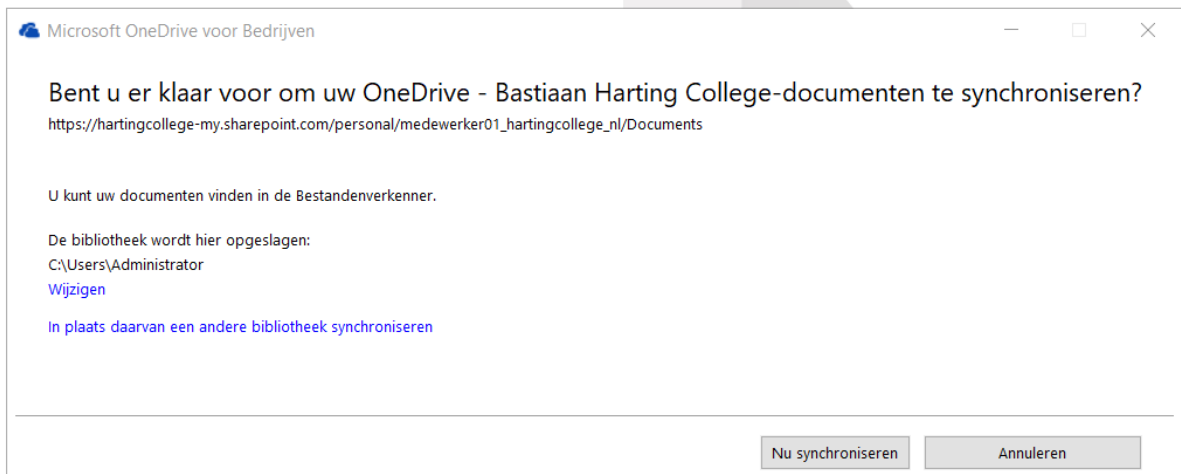 Microsoft OneDrive voor Bedrijven
Bent u er klaar voor om uw OneDrive - Bastiaan Harting College-documenten te synchroniseren?
https://hartingcollege-my.sharepoint.com/personal/medewerker01_hartingcollege_nl/Documents
U kunt uw documenten vinden in de Bestandenverkenner.
De bibliotheek wordt hier opgeslagen:
C:\Users\Administrator
Wijzigen
In plaats daarvan een andere bibliotheek synchroniseren
Nu synchroniseren
Annuleren